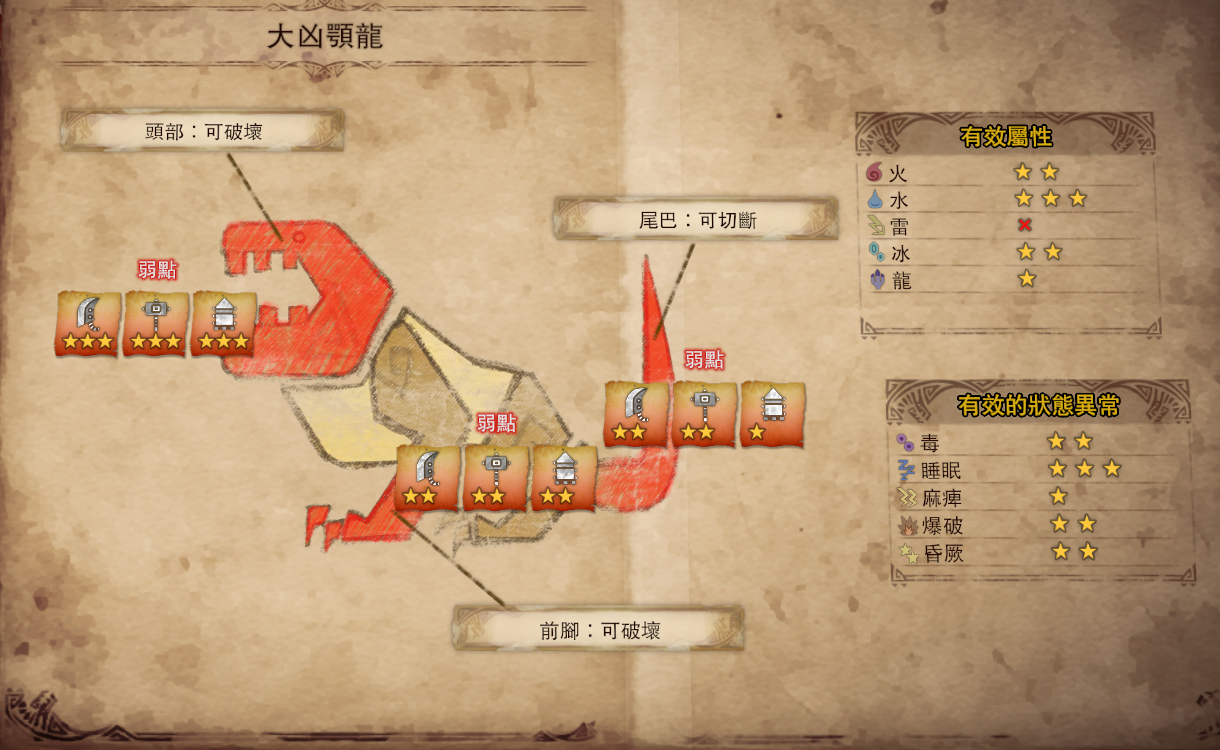 大凶顎龍
頭部：可破壞
有效屬性
火
水
尾巴：可切斷
雷
冰
弱點
龍
弱點
有效的狀態異常
弱點
毒
睡眠
麻痺
爆破
昏厥
前腳：可破壞